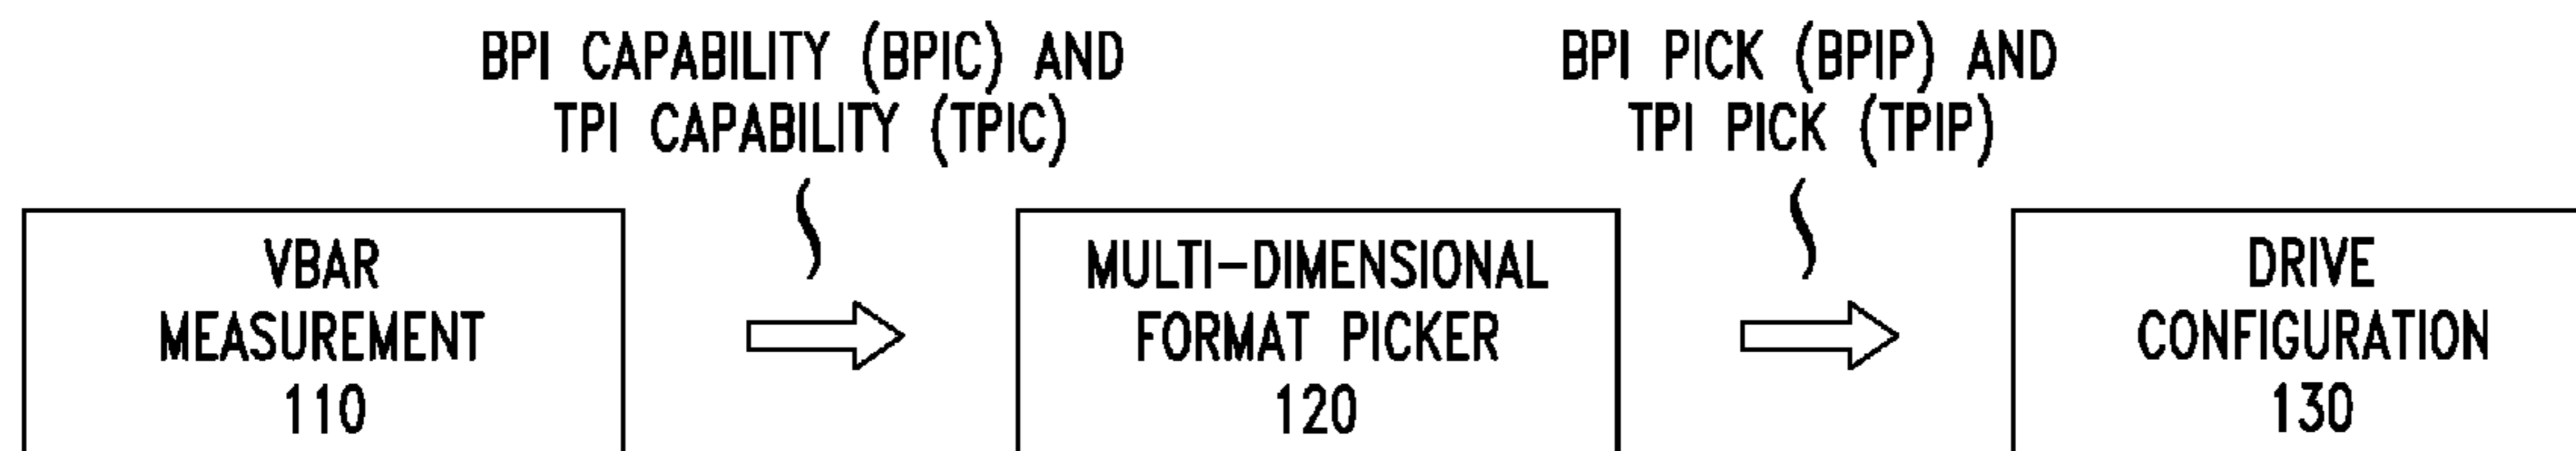 BPI CAPABILITY (BPIC) AND
TPI CAPABILITY (TPIC)
BPI PICK (BPIP) AND
TPI PICK (TPIP)
VBAR
MEASUREMENT
110
MULTI-DIMENSIONAL
FORMAT PICKER
120
DRIVE
CONFIGURATION
130